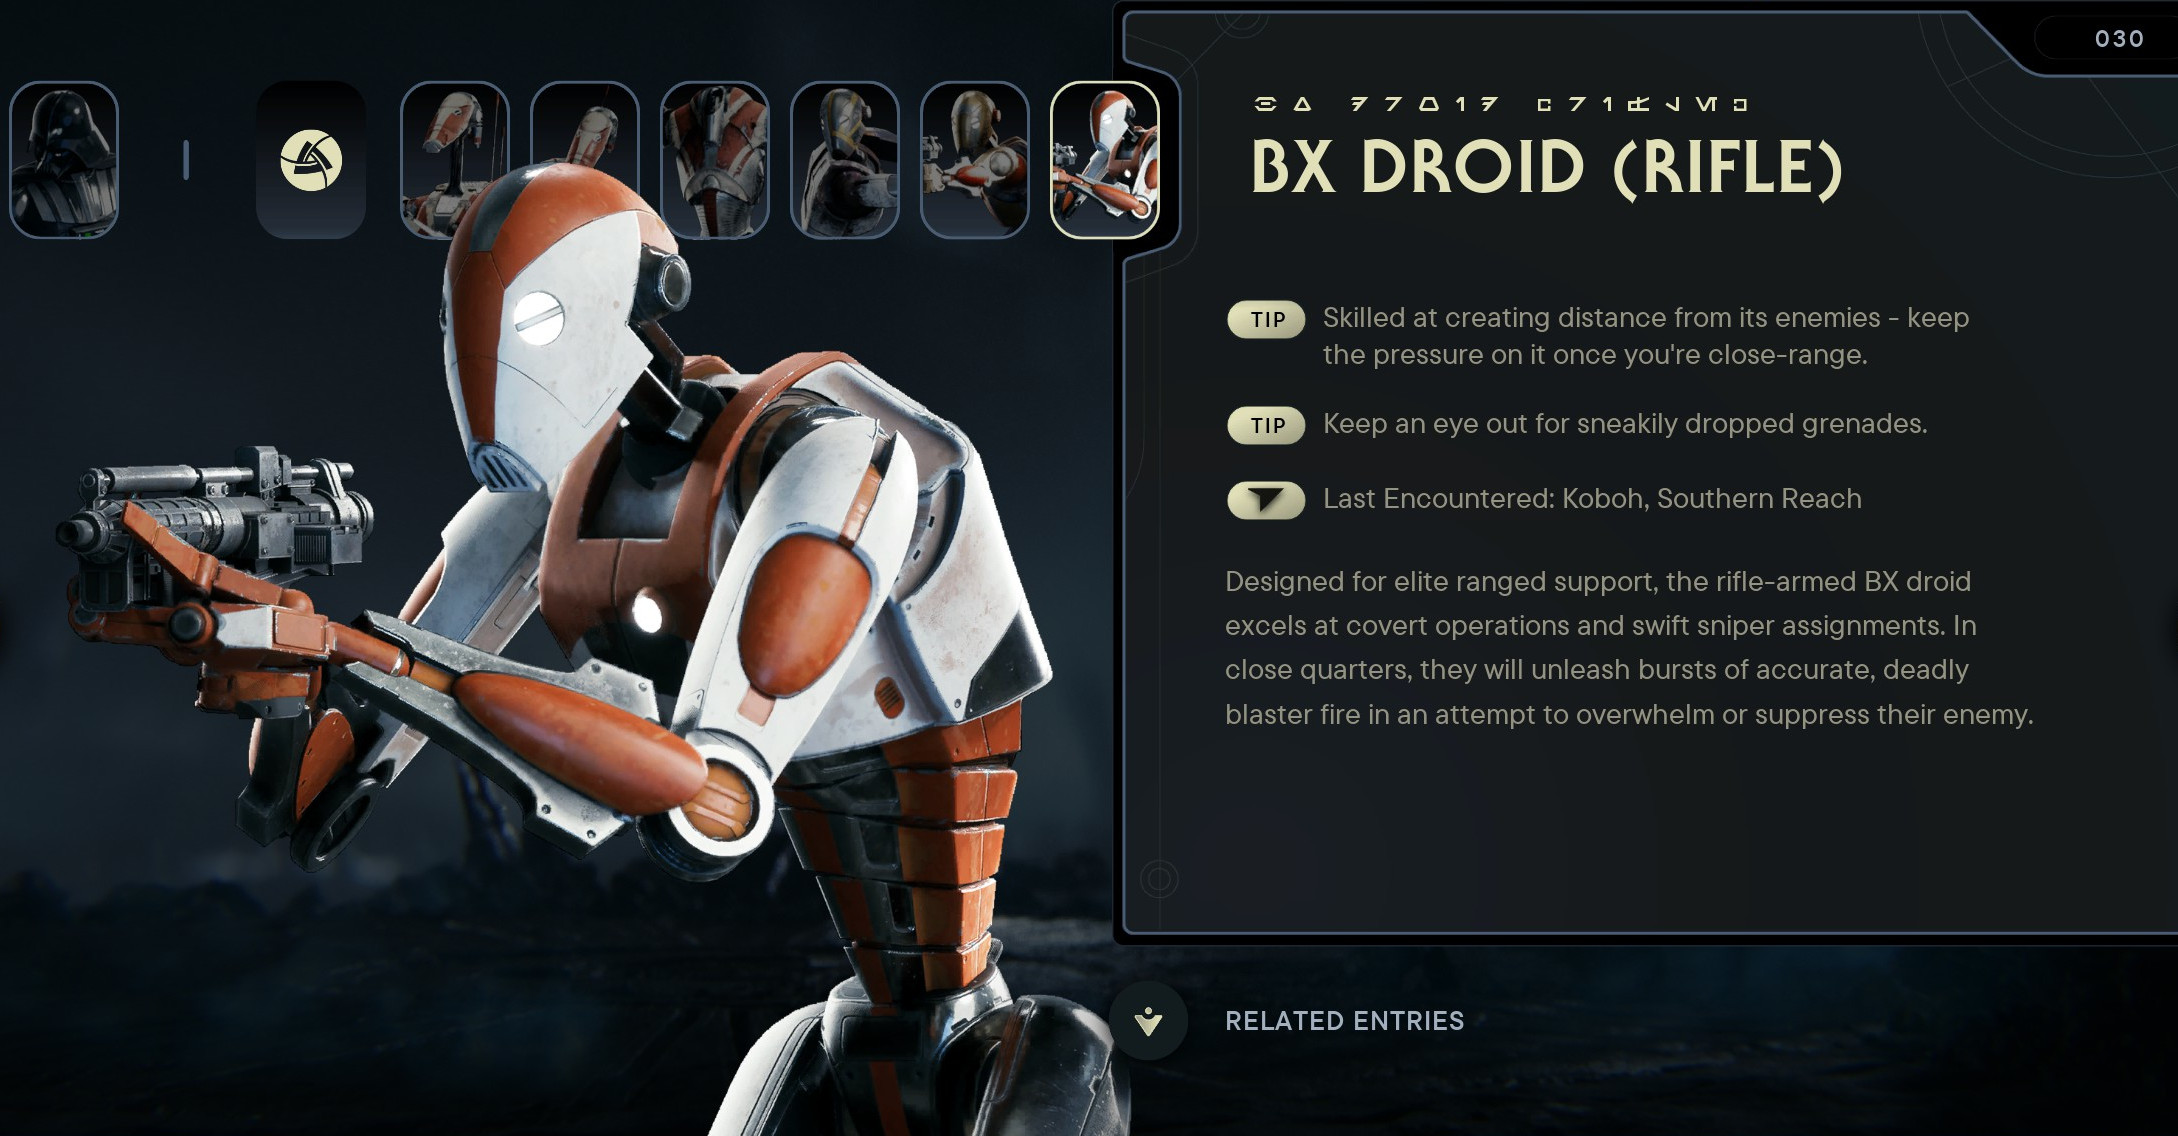 030
BX DROID (RIFLE)
TIP Skilled at creating distance from its enemies - keep
the pressure on it once you're close-range.
TIP Keep an eye out for sneakily dropped grenades.
Last Encountered: Koboh, Southern Reach
Designed for elite ranged support, the rifle-armed BX droid
excels at covert operations and swift sniper assignments. In
close quarters, they will unleash bursts of accurate, deadly
blaster fire in an attempt to overwhelm or suppress their enemy.
RELATED ENTRIES